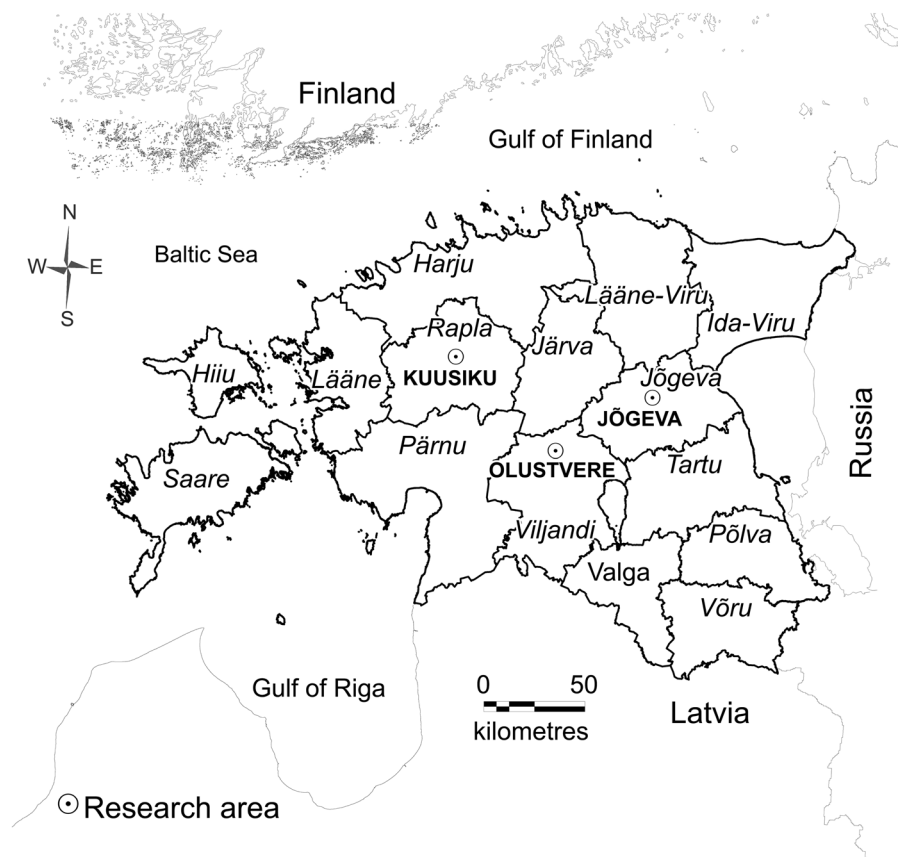 Finland
Gulf of Finland
N
W E
S
Baltic Sea
Harju
Lääne-Viru
Ida-Viru
Rapla
Järva
Hiiu
Lääne
KUUSIKU
Jõgeva
JÕGEVA
Russia
Pärnu
OLUSTVERE
Tartu
Saare
Viljandi
Põlva
Valga
Võru
Gulf of Riga
0 50
kilometres
Latvia
Research area